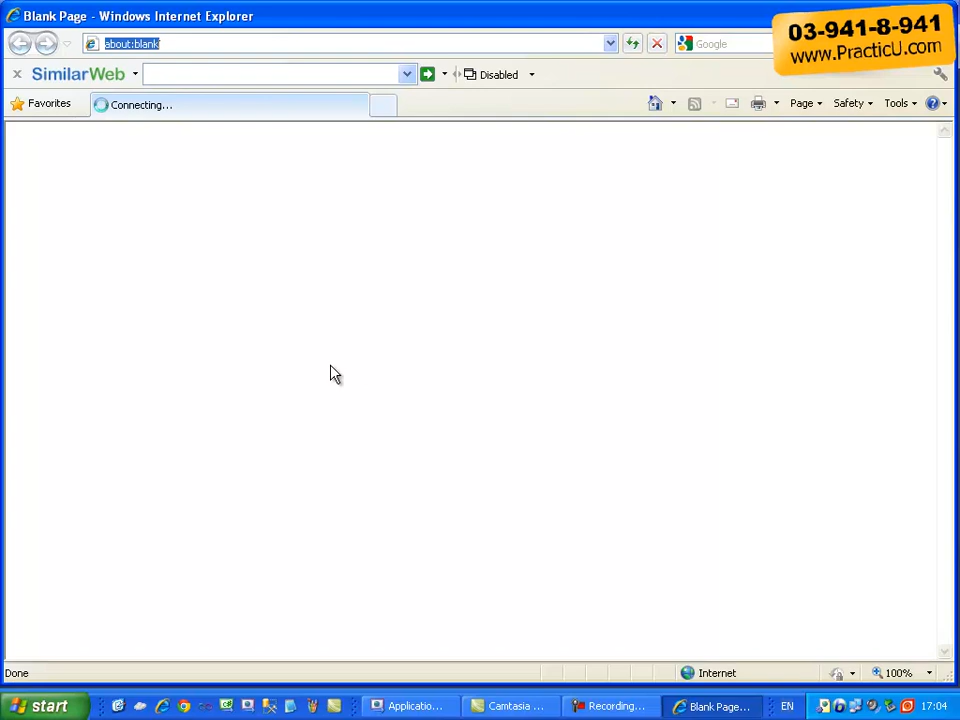 Blank Page - Windows Internet Explorer
03-941-8-941
www.PracticU.com
about:blank
Google
SimilarWeb
Disabled
Favorites
Connecting...
Page
Safety
Tools
Done
Internet
100%
start
Applicatio...
Camtasia ...
Recording...
Blank Page...
EN
17:04